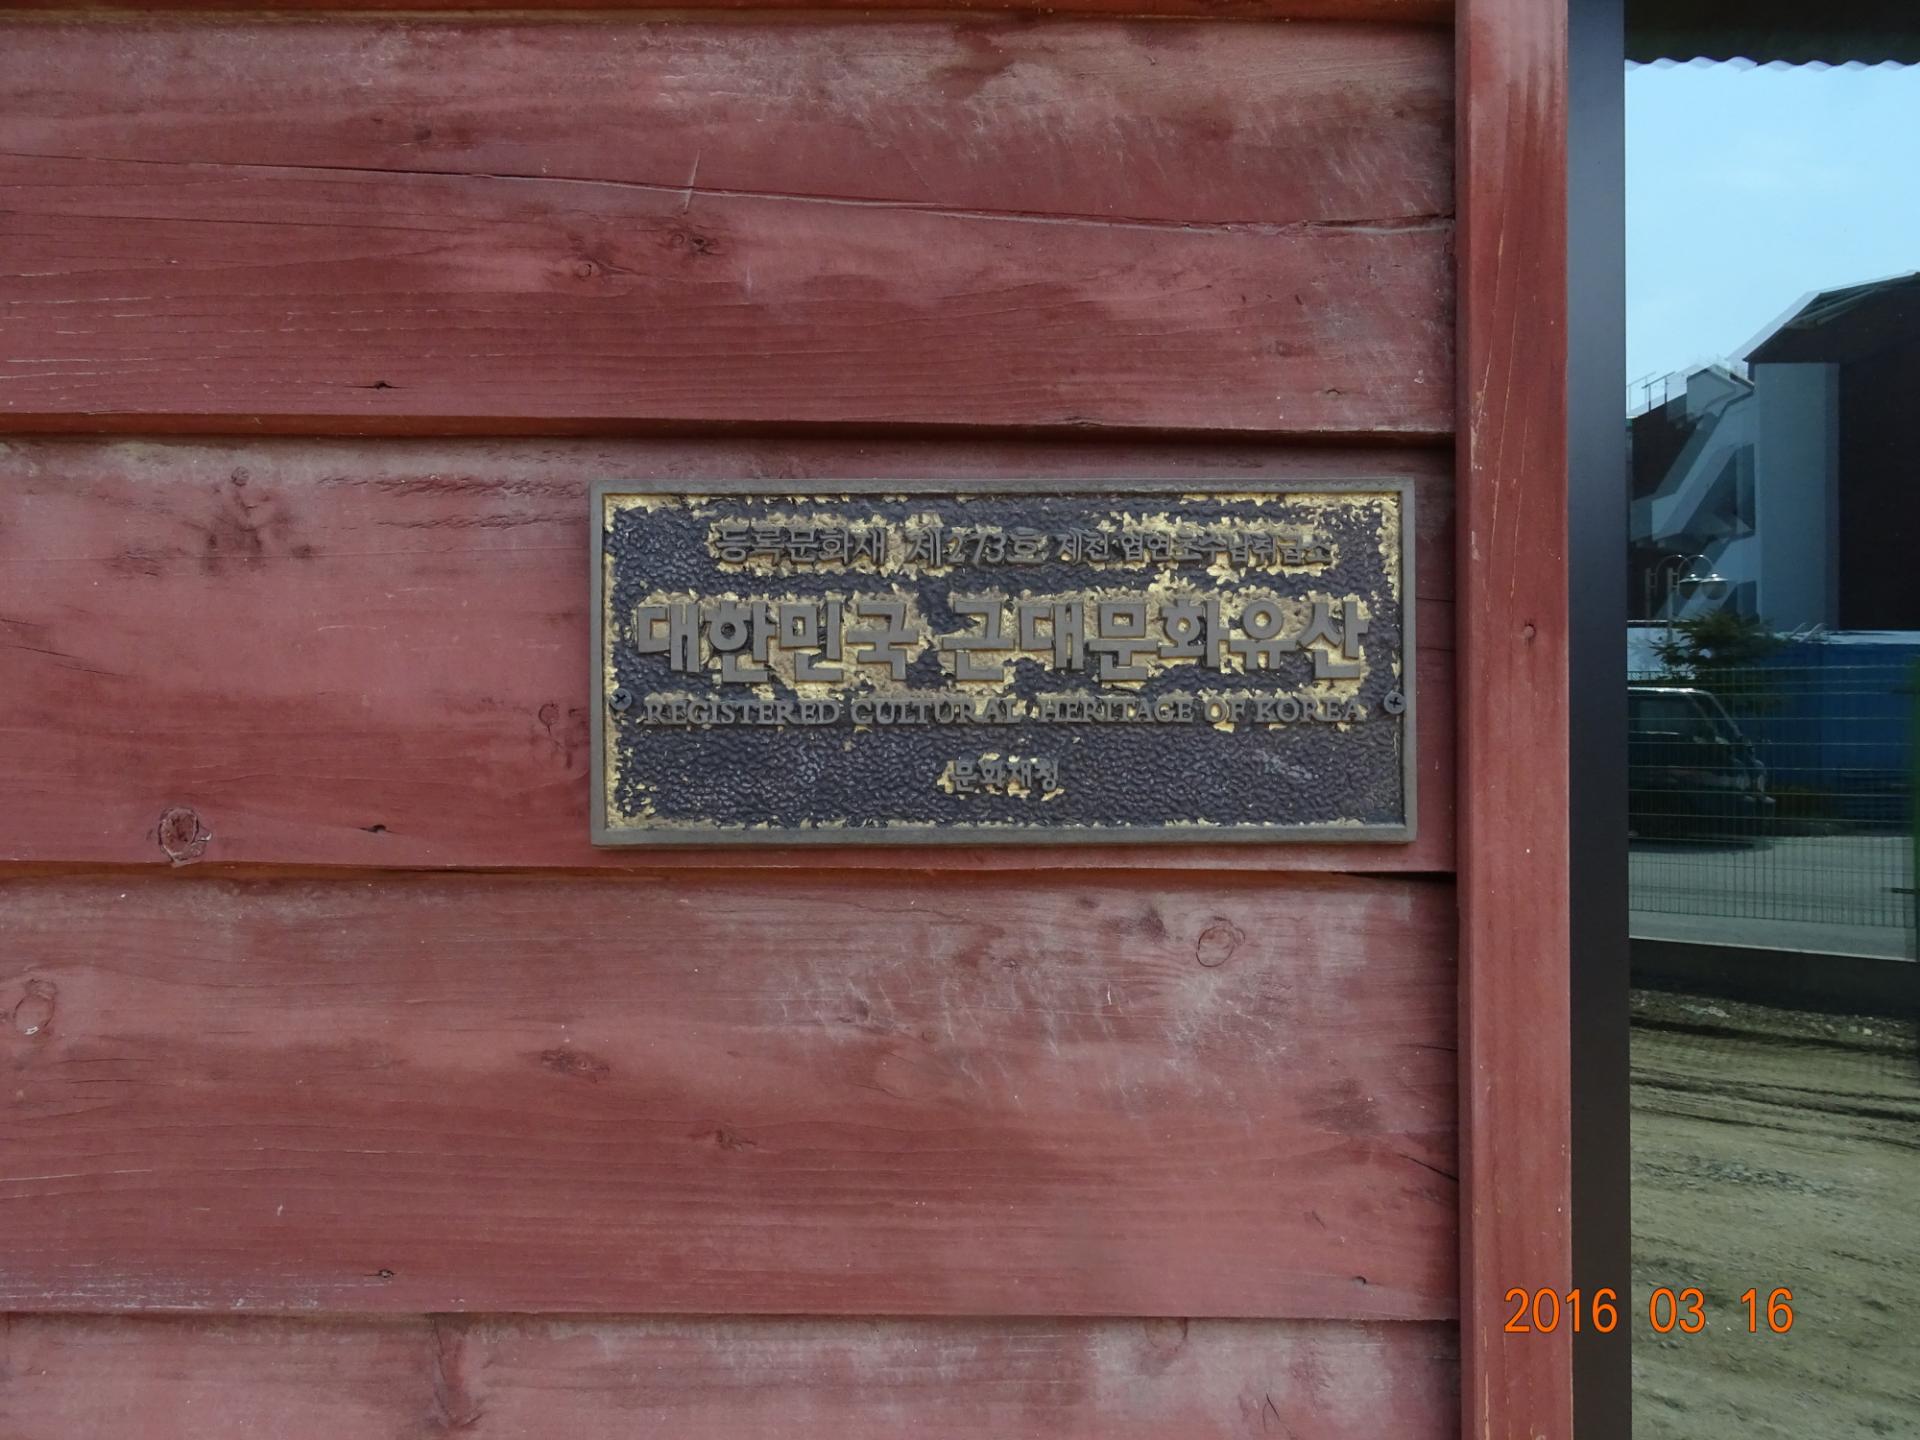 등록문화재 제273호 제천 엽연초수납취급소
대한민국 근대문화유산
REGISTERED CULTURAL HERITAGE OF KOREA
문화재청
2016 03 16